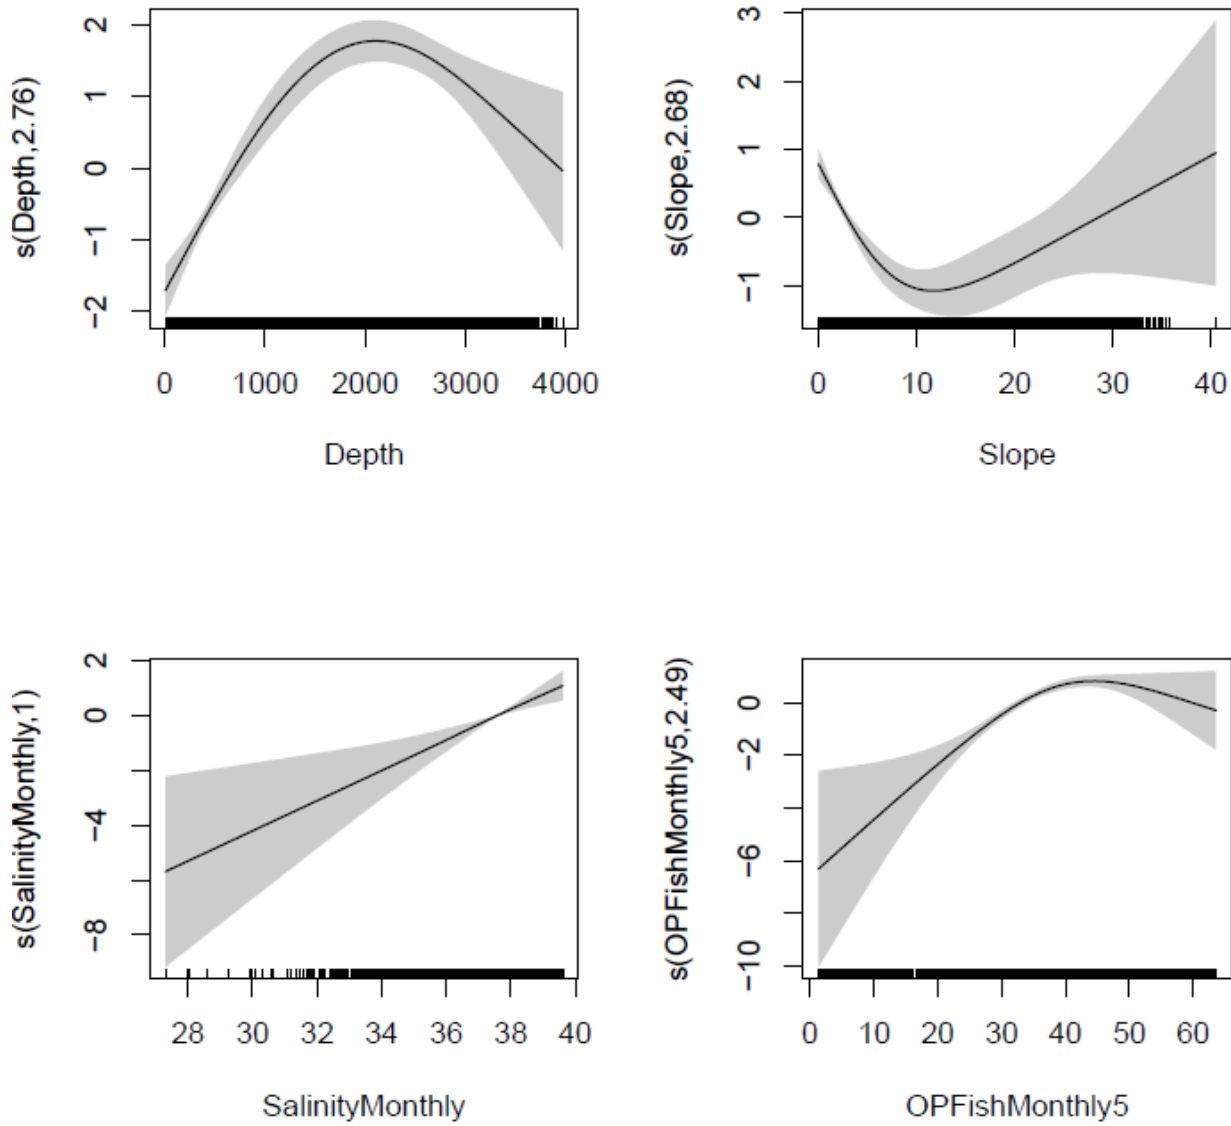 s(Depth,2.76)
2
1
0
−1
−2
0 1000 2000 3000 4000
Depth
s(Slope,2.68)
3
2
1
0
−1
0 10 20 30 40
Slope
s(SalinityMonthly,1)
2
0
−4
−8
28 30 32 34 36 38 40
SalinityMonthly
s(OPFishMonthly5,2.49)
0
−2
−6
−10
0 10 20 30 40 50 60
OPFishMonthly5